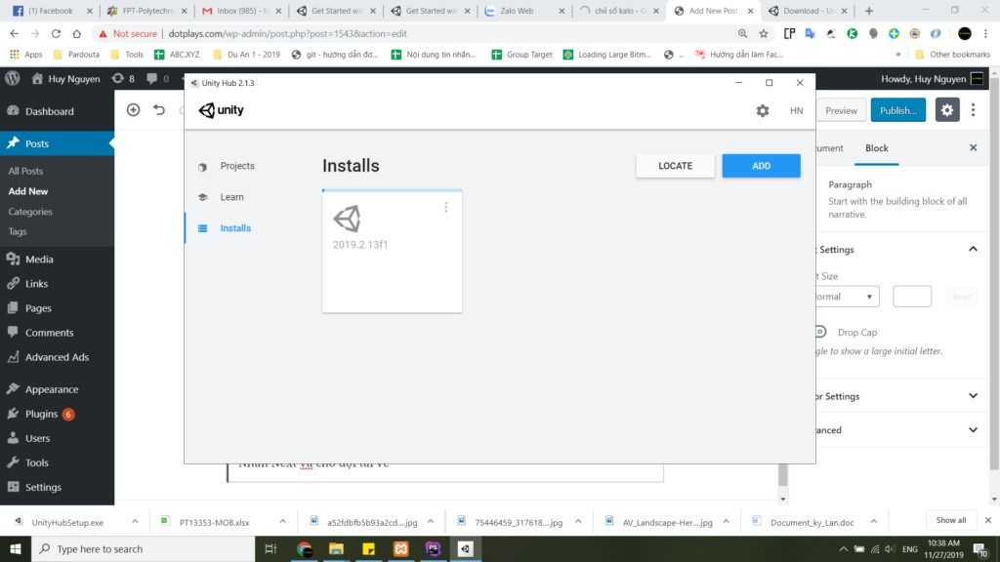 (1) Facebook
FPT-Polytechni
Inbox (985) - h
Get Started wi
Get Started wi
Zalo Web
chỉ số kalo - G
Add New Post
Download - U
Not secure | dotplays.com/wp-admin/post.php?post=1543&action=edit
Apps
Pardouta
Tools
ABC.XYZ
Du An 1 - 2019
git - hướng dẫn đơ...
Nội dung tin nhắn...
Group Target
Loading Large Bitm...
...
Hướng dẫn làm Fac...
Other bookmarks
Huy Nguyen
8
0
Howdy, Huy Nguyen
Unity Hub 2.1.3
unity
HN
Preview
Publish...
Dashboard
Posts
All Posts
Add New
Categories
Tags
Media
Links
Pages
Comments
Advanced Ads
Appearance
Plugins 6
Users
Tools
Settings
Projects
Learn
Installs
Installs
LOCATE
ADD
2019.2.13f1
cument
Block
Paragraph
Start with the building block of all
narrative.
t Settings
t Size
ormal
Reset
Drop Cap
gle to show a large initial letter.
or Settings
anced
Nhấn Next và chờ đợi tải về
UnityHubSetup.exe
PT13353-MOB.xlsx
a52fdbfb5b93a2cd....jpg
75446459_317618....jpg
AV_Landscape-Her....jpg
Document_ky_Lan.doc
Show all
Type here to search
ENG
10:38 AM
11/27/2019
10